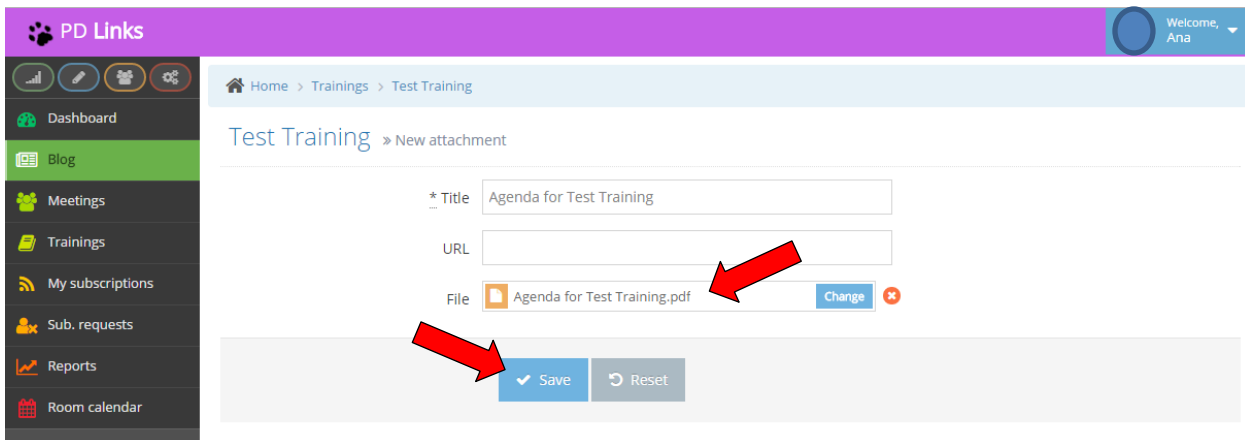 PD Links
Welcome,
Ana
Home > Trainings > Test Training
Dashboard
Blog
Meetings
Trainings
My subscriptions
Sub. requests
Reports
Room calendar
Test Training » New attachment
* Title Agenda for Test Training
URL
File Agenda for Test Training.pdf Change
Save Reset